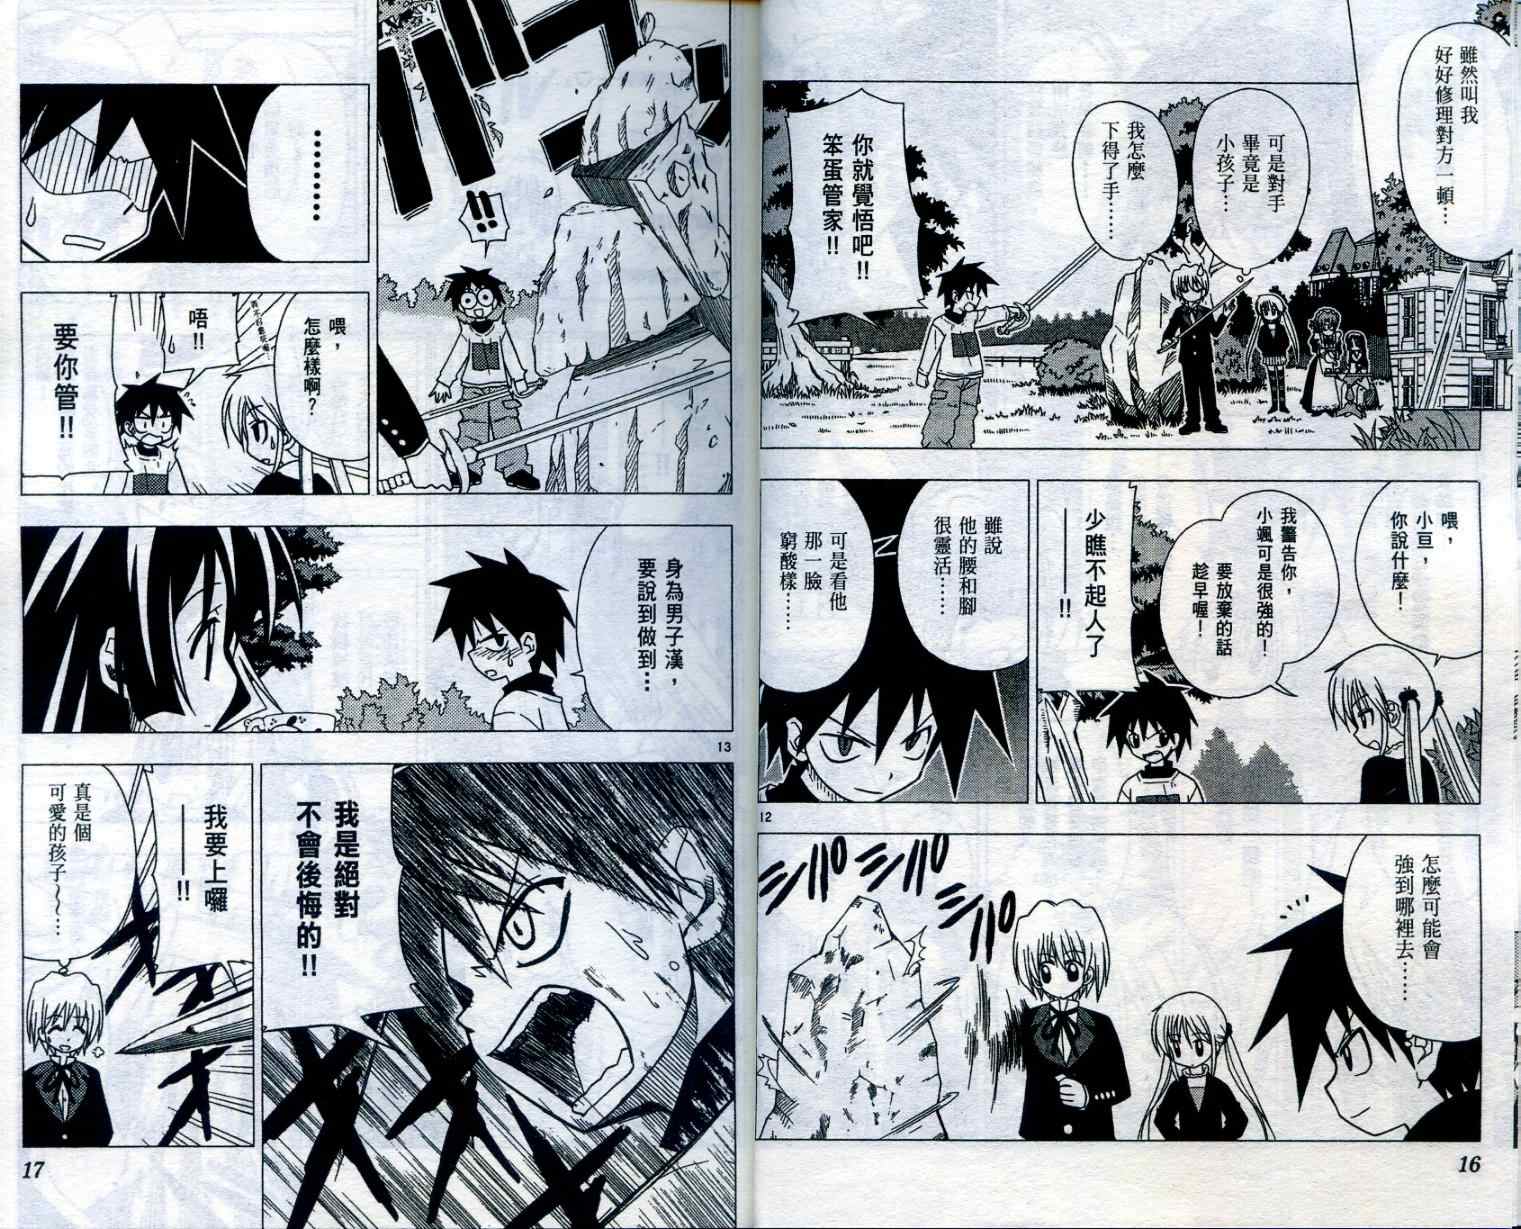 雖然叫我
好好修理對方一頓…
可是對手
畢竟是
小孩子…
我怎麼
下得了手……
你就覺悟吧!!
笨蛋管家!!
喂，
小亘，
你說什麼！
我警告你，
小颯可是很強的！
要放棄的話
趁早喔！
少瞧不起人了
——!!
雖說
他的腰和腳
很靈活……
可是看他
那一臉
窮酸樣……
12
怎麼可能會
強到哪裡去……
16
!!
………
喂，
怎麼樣啊？
唔!!
要你管!!
身為男子漢，
要說到做到…
13
我是絕對
不會後悔的!!
我要上囉
——!!
真是個
可愛的孩子～～…
17